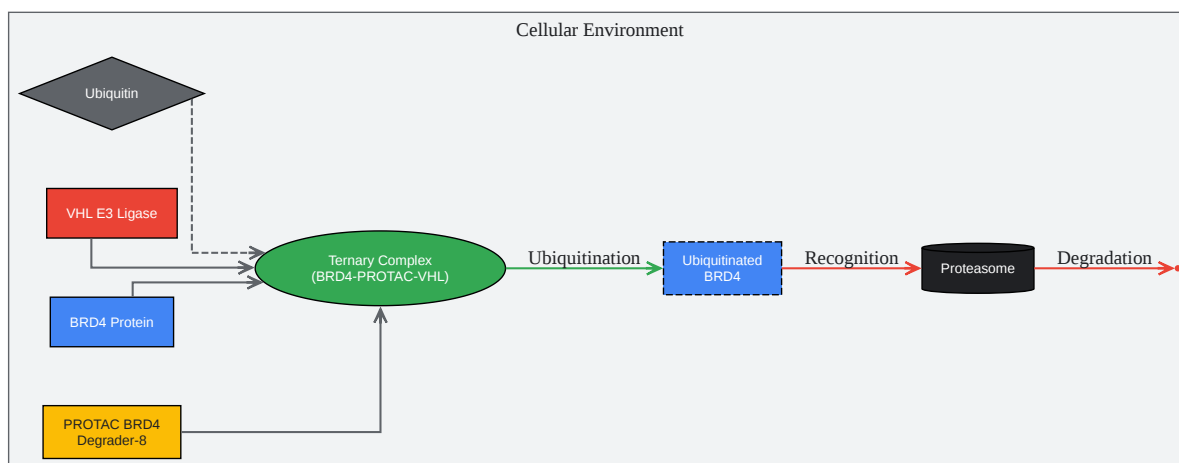 Cellular Environment
Ubiquitin
VHL E3 Ligase
BRD4 Protein
PROTAC BRD4
Degrader-8
Ternary Complex
(BRD4-PROTAC-VHL)
Ubiquitination
Ubiquitinated
BRD4
Recognition
Proteasome
Degradation